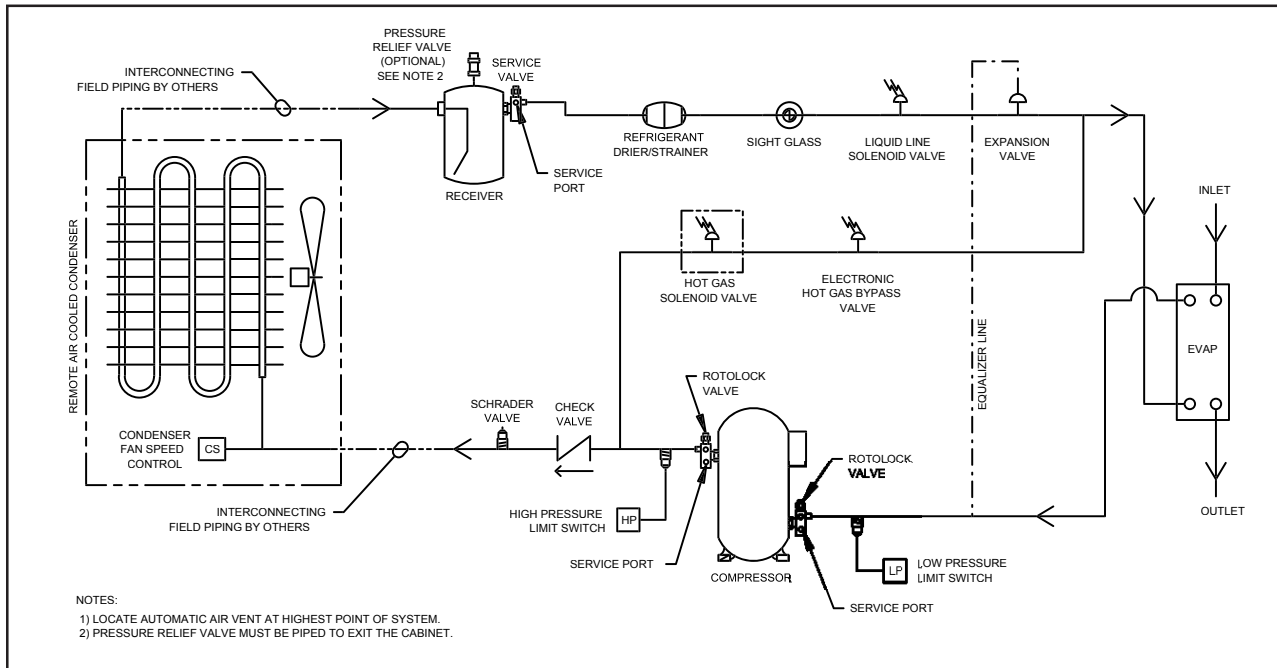 PRESSURE
RELIEF VALVE
(OPTIONAL)
SEE NOTE 2
SERVICE
VALVE
INTERCONNECTING
FIELD PIPING BY OTHERS
REFRIGERANT
DRIER/STRAINER
SIGHT GLASS
LIQUID LINE
SOLENOID VALVE
EXPANSION
VALVE
SERVICE
PORT
RECEIVER
INLET
HOT GAS
SOLENOID VALVE
ELECTRONIC
HOT GAS BYPASS
VALVE
REMOTE AIR COOLED CONDENSER
EQUALIZER LINE
EVAP
ROTOLOCK
VALVE
SCHRADER
VALVE
CHECK
VALVE
CONDENSER
FAN SPEED
CONTROL
CS
ROTOLOCK
VALVE
INTERCONNECTING
FIELD PIPING BY OTHERS
HIGH PRESSURE
LIMIT SWITCH
HP
OUTLET
SERVICE PORT
COMPRESSOR
LP
LOW PRESSURE
LIMIT SWITCH
SERVICE PORT
NOTES:
1) LOCATE AUTOMATIC AIR VENT AT HIGHEST POINT OF SYSTEM.
2) PRESSURE RELIEF VALVE MUST BE PIPED TO EXIT THE CABINET.